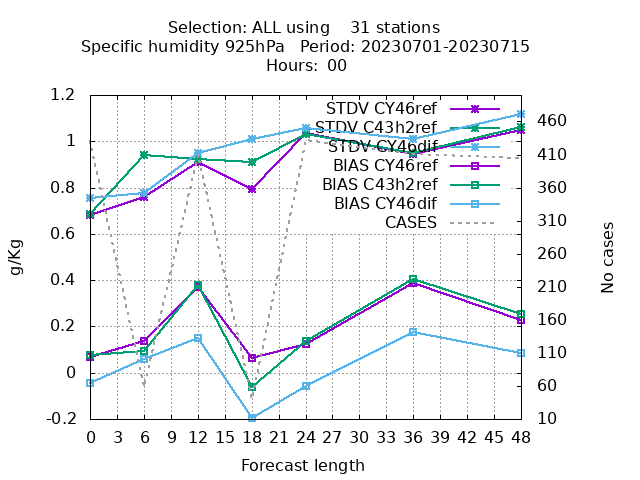 Selection: ALL using    31 stations
Specific humidity 925hPa   Period: 20230701-20230715
Hours:  00
STDV CY46ref
STDV C43h2ref
STDV CY46dif
BIAS CY46ref
BIAS C43h2ref
BIAS CY46dif
CASES
g/Kg
1.2
1
0.8
0.6
0.4
0.2
0
-0.2
No cases
460
410
360
310
260
210
160
110
60
10
0 3 6 9 12 15 18 21 24 27 30 33 36 39 42 45 48
Forecast length